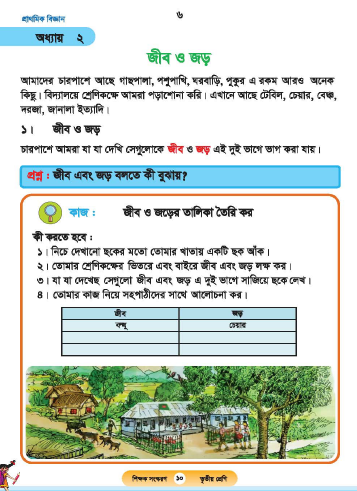 প্রাথমিক বিজ্ঞান
৬
অধ্যায় ২
জীব ও জড়
আমাদের চারপাশে আছে গাছপালা, পশুপাখি, ঘরবাড়ি, পুকুর এ রকম আরও অনেক
কিছু। বিদ্যালয়ে শ্রেণিকক্ষে আমরা পড়াশোনা করি। এখানে আছে টেবিল, চেয়ার, বেঞ্চ,
দরজা, জানালা ইত্যাদি।
১। জীব ও জড়
চারপাশে আমরা যা যা দেখি সেগুলোকে জীব ও জড় এই দুই ভাগে ভাগ করা যায়।
প্রশ্ন : জীব এবং জড় বলতে কী বুঝায়?
কাজ : জীব ও জড়ের তালিকা তৈরি কর
কী করতে হবে :
১। নিচে দেখানো ছকের মতো তোমার খাতায় একটি ছক আঁক।
২। তোমার শ্রেণিকক্ষের ভিতরে এবং বাইরে জীব এবং জড় লক্ষ কর।
৩। যা যা দেখেছ সেগুলো জীব এবং জড় এ দুই ভাগে সাজিয়ে ছকে লেখ।
৪। তোমার কাজ নিয়ে সহপাঠীদের সাথে আলোচনা কর।
জীব জড়
বন্ধু চেয়ার
শিক্ষক সংস্করণ ১০ তৃতীয় শ্রেণি